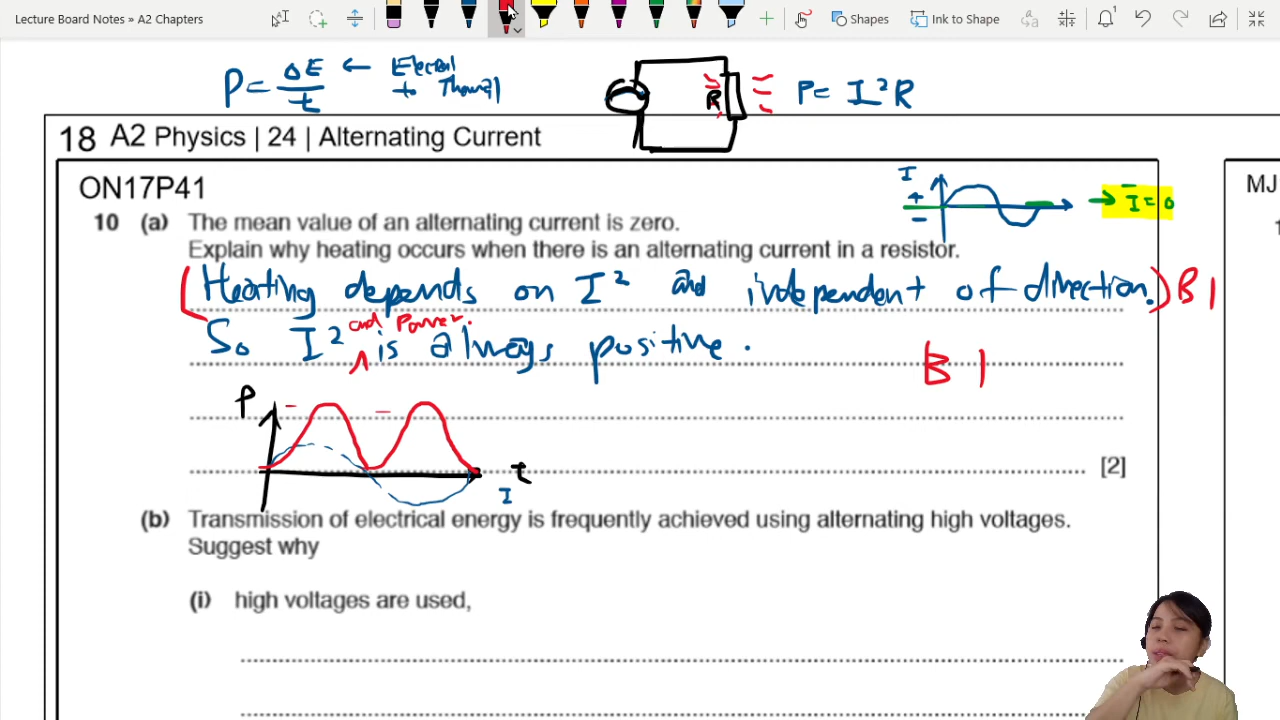 Lecture Board Notes » A2 Chapters
Shapes
Ink to Shape
P = ΔE / t ← Electrical to Thermal
R
P = I²R
18 A2 Physics | 24 | Alternating Current
ON17P41
MJ
I
+
−
→ I̅ = 0
10 (a) The mean value of an alternating current is zero.
Explain why heating occurs when there is an alternating current in a resistor.
(Heating depends on I² and independent of direction.) B1
So I² ^ and Power. is always positive.
B1
P
t
I
[2]
(b) Transmission of electrical energy is frequently achieved using alternating high voltages.
Suggest why
(i) high voltages are used,